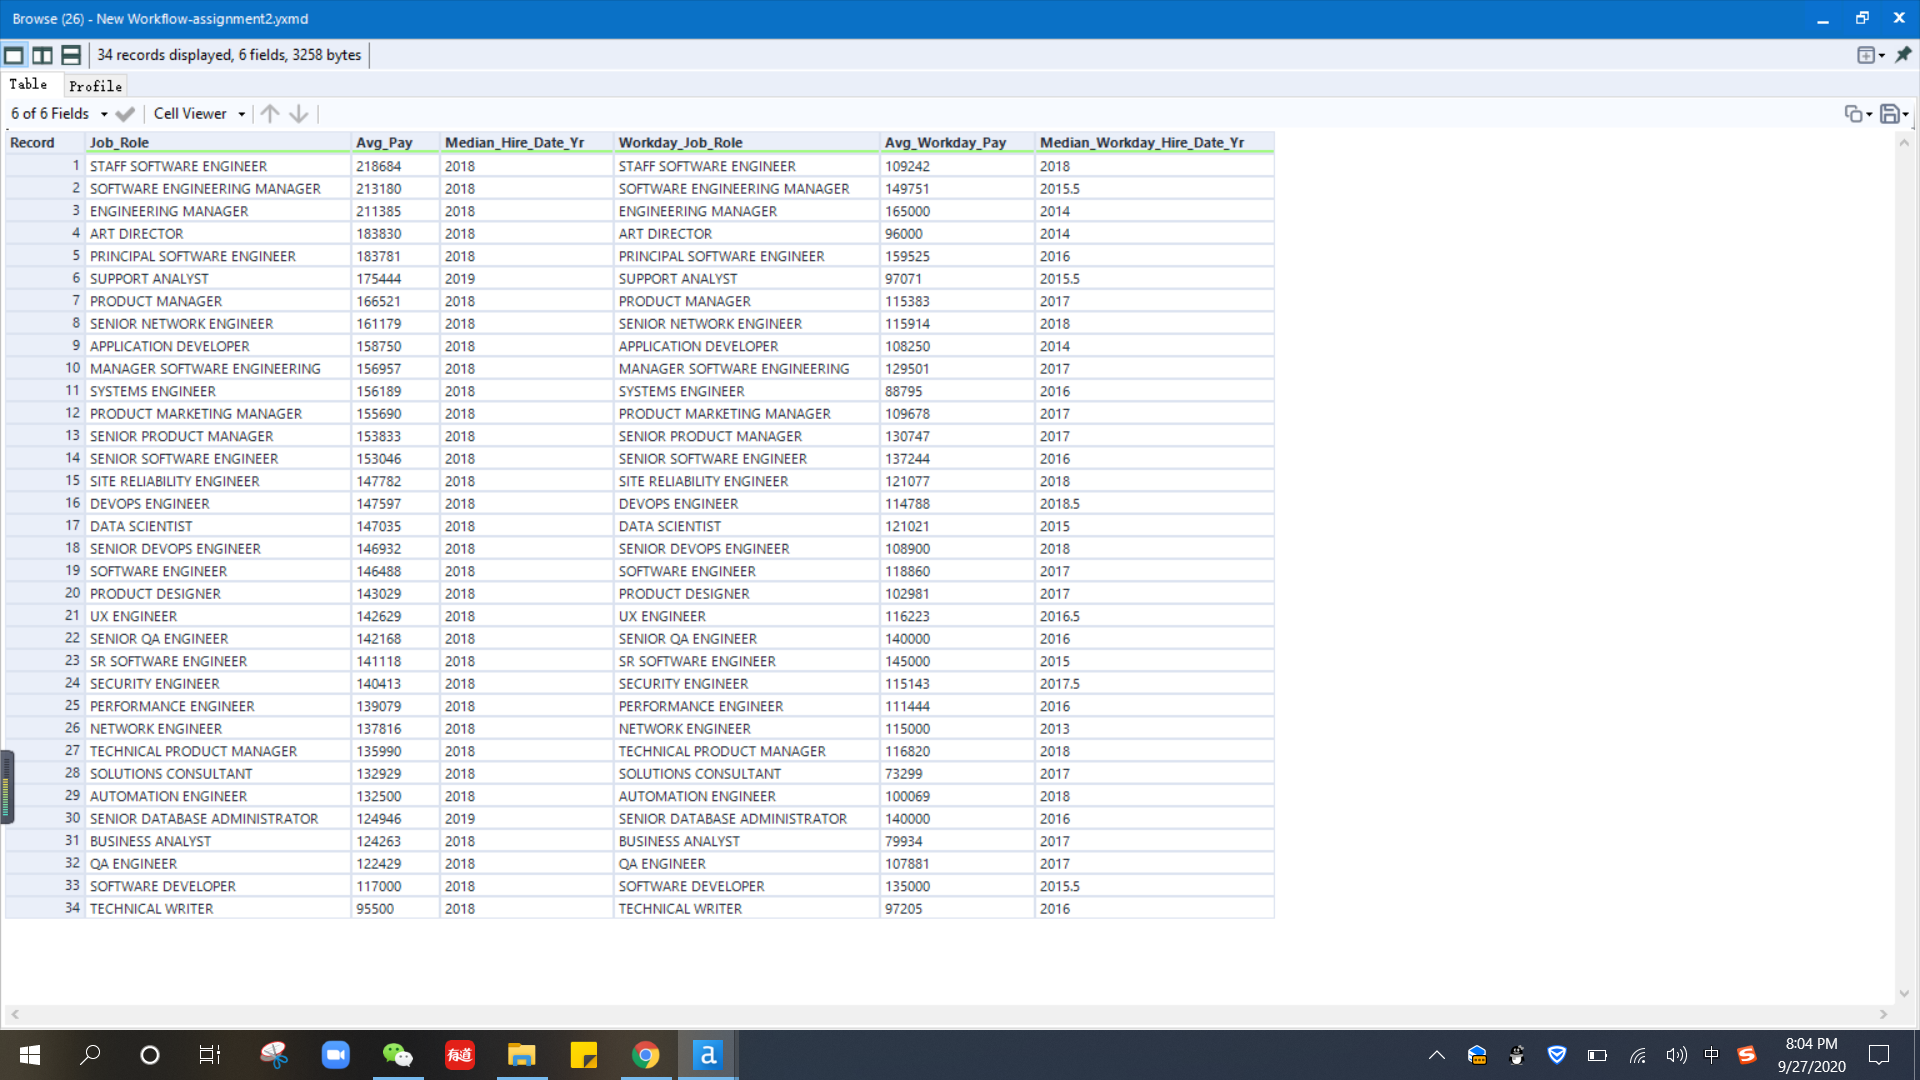 Browse (26) - New Workflow-assignment2.yxmd
34 records displayed, 6 fields, 3258 bytes
Table Profile
6 of 6 Fields Cell Viewer
Record Job_Role Avg_Pay Median_Hire_Date_Yr Workday_Job_Role Avg_Workday_Pay Median_Workday_Hire_Date_Yr
1 STAFF SOFTWARE ENGINEER 218684 2018 STAFF SOFTWARE ENGINEER 109242 2018
2 SOFTWARE ENGINEERING MANAGER 213180 2018 SOFTWARE ENGINEERING MANAGER 149751 2015.5
3 ENGINEERING MANAGER 211385 2018 ENGINEERING MANAGER 165000 2014
4 ART DIRECTOR 183830 2018 ART DIRECTOR 96000 2014
5 PRINCIPAL SOFTWARE ENGINEER 183781 2018 PRINCIPAL SOFTWARE ENGINEER 159525 2016
6 SUPPORT ANALYST 175444 2019 SUPPORT ANALYST 97071 2015.5
7 PRODUCT MANAGER 166521 2018 PRODUCT MANAGER 115383 2017
8 SENIOR NETWORK ENGINEER 161179 2018 SENIOR NETWORK ENGINEER 115914 2018
9 APPLICATION DEVELOPER 158750 2018 APPLICATION DEVELOPER 108250 2014
10 MANAGER SOFTWARE ENGINEERING 156957 2018 MANAGER SOFTWARE ENGINEERING 129501 2017
11 SYSTEMS ENGINEER 156189 2018 SYSTEMS ENGINEER 88795 2016
12 PRODUCT MARKETING MANAGER 155690 2018 PRODUCT MARKETING MANAGER 109678 2017
13 SENIOR PRODUCT MANAGER 153833 2018 SENIOR PRODUCT MANAGER 130747 2017
14 SENIOR SOFTWARE ENGINEER 153046 2018 SENIOR SOFTWARE ENGINEER 137244 2016
15 SITE RELIABILITY ENGINEER 147782 2018 SITE RELIABILITY ENGINEER 121077 2018
16 DEVOPS ENGINEER 147597 2018 DEVOPS ENGINEER 114788 2018.5
17 DATA SCIENTIST 147035 2018 DATA SCIENTIST 121021 2015
18 SENIOR DEVOPS ENGINEER 146932 2018 SENIOR DEVOPS ENGINEER 108900 2018
19 SOFTWARE ENGINEER 146488 2018 SOFTWARE ENGINEER 118860 2017
20 PRODUCT DESIGNER 143029 2018 PRODUCT DESIGNER 102981 2017
21 UX ENGINEER 142629 2018 UX ENGINEER 116223 2016.5
22 SENIOR QA ENGINEER 142168 2018 SENIOR QA ENGINEER 140000 2016
23 SR SOFTWARE ENGINEER 141118 2018 SR SOFTWARE ENGINEER 145000 2015
24 SECURITY ENGINEER 140413 2018 SECURITY ENGINEER 115143 2017.5
25 PERFORMANCE ENGINEER 139079 2018 PERFORMANCE ENGINEER 111444 2016
26 NETWORK ENGINEER 137816 2018 NETWORK ENGINEER 115000 2013
27 TECHNICAL PRODUCT MANAGER 135990 2018 TECHNICAL PRODUCT MANAGER 116820 2018
28 SOLUTIONS CONSULTANT 132929 2018 SOLUTIONS CONSULTANT 73299 2017
29 AUTOMATION ENGINEER 132500 2018 AUTOMATION ENGINEER 100069 2018
30 SENIOR DATABASE ADMINISTRATOR 124946 2019 SENIOR DATABASE ADMINISTRATOR 140000 2016
31 BUSINESS ANALYST 124263 2018 BUSINESS ANALYST 79934 2017
32 QA ENGINEER 122429 2018 QA ENGINEER 107881 2017
33 SOFTWARE DEVELOPER 117000 2018 SOFTWARE DEVELOPER 135000 2015.5
34 TECHNICAL WRITER 95500 2018 TECHNICAL WRITER 97205 2016
有道 a 中 S 8:04 PM
9/27/2020